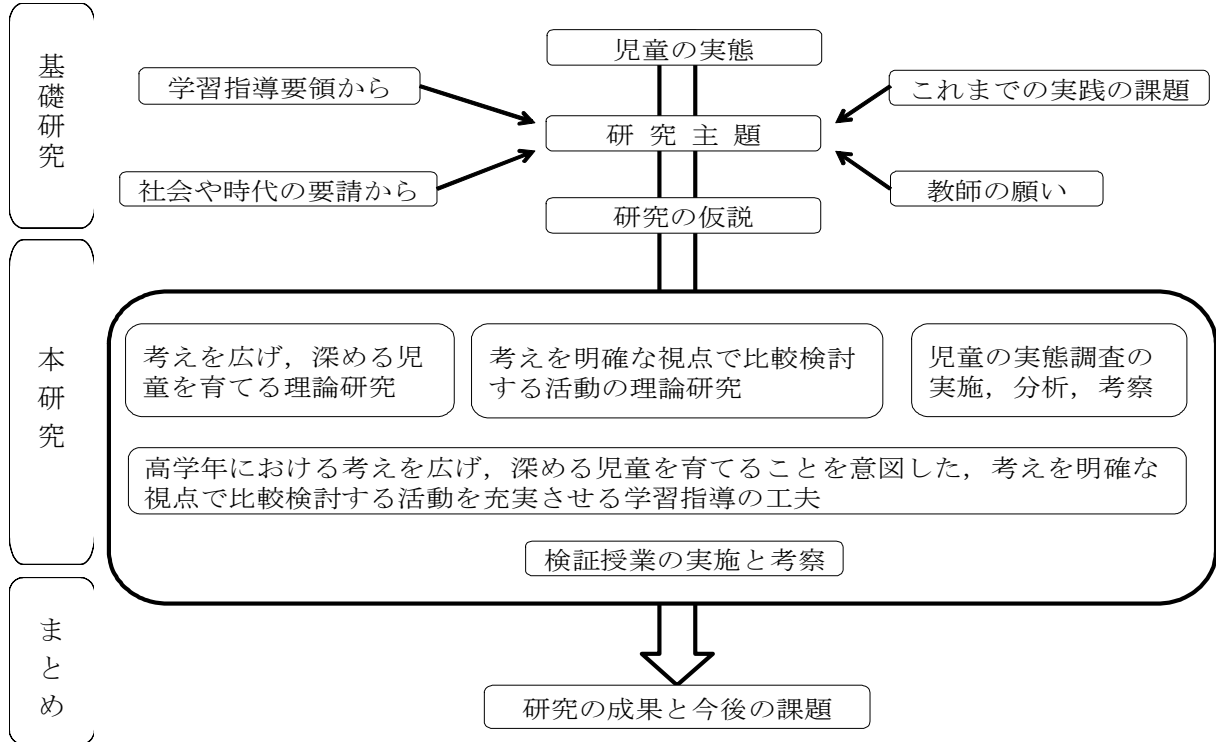 基礎研究
児童の実態
学習指導要領から
これまでの実践の課題
研究主題
社会や時代の要請から
教師の願い
研究の仮説
本研究
考えを広げ，深める児
童を育てる理論研究
考えを明確な視点で比較検討
する活動の理論研究
児童の実態調査の
実施，分析，考察
高学年における考えを広げ，深める児童を育てることを意図した，考えを明確な
視点で比較検討する活動を充実させる学習指導の工夫
検証授業の実施と考察
まとめ
研究の成果と今後の課題